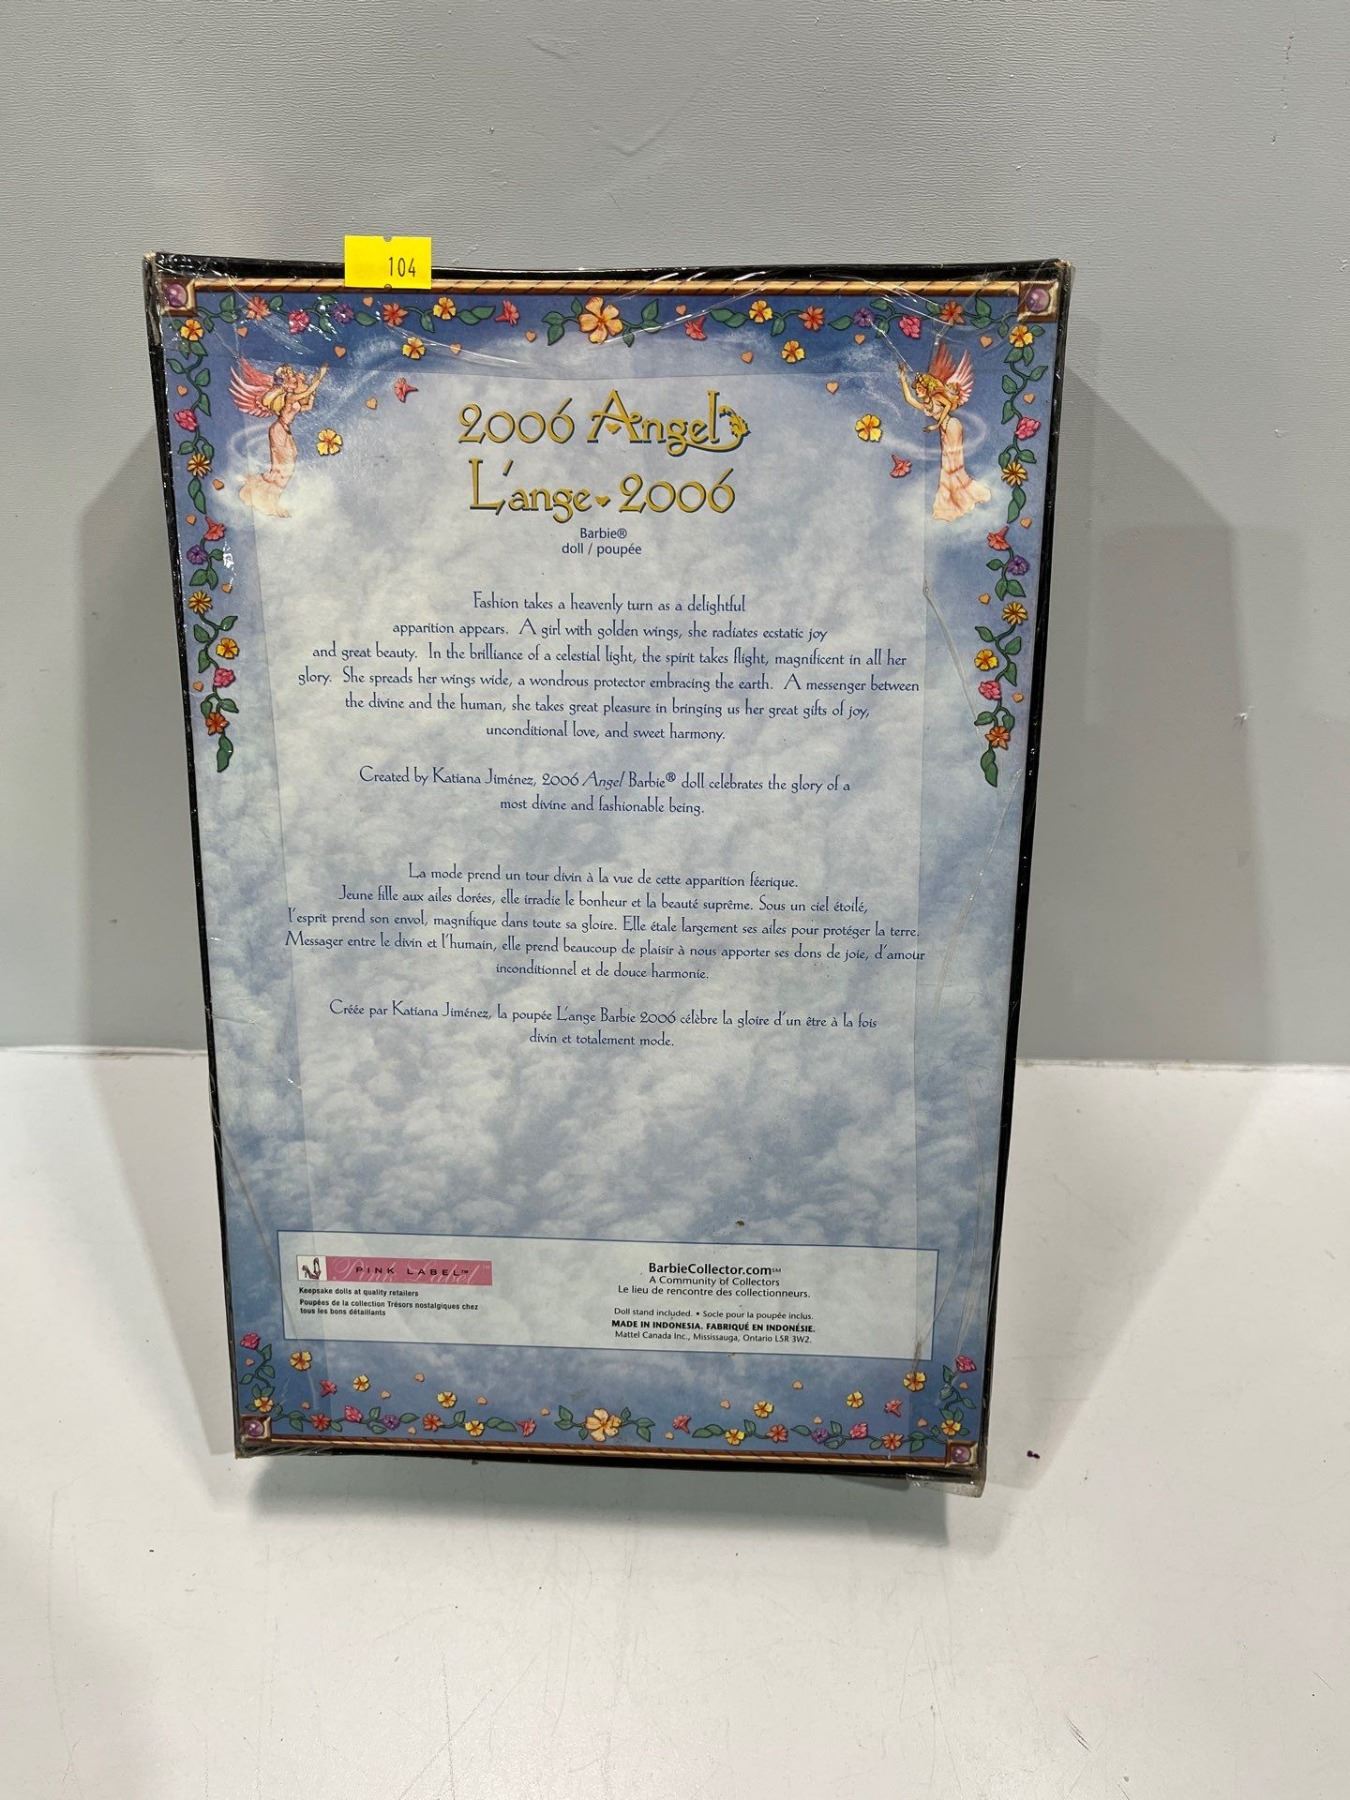 104
2006 Angel
L'ange 2006
Barbie®
doll / poupée
Fashion takes a heavenly turn as a delightful
apparition appears. A girl with golden wings, she radiates ecstatic joy
and great beauty. In the brilliance of a celestial light, the spirit takes flight, magnificent in all her
glory. She spreads her wings wide, a wondrous protector embracing the earth. A messenger between
the divine and the human, she takes great pleasure in bringing us her great gifts of joy,
unconditional love, and sweet harmony.
Created by Katiana Jiménez, 2006 Angel Barbie® doll celebrates the glory of a
most divine and fashionable being.
La mode prend un tour divin à la vue de cette apparition féerique.
Jeune fille aux ailes dorées, elle irradie le bonheur et la beauté suprême. Sous un ciel étoilé,
l'esprit prend son envol, magnifique dans toute sa gloire. Elle étale largement ses ailes pour protéger la terre.
Messager entre le divin et l'humain, elle prend beaucoup de plaisir à nous apporter ses dons de joie, d'amour
inconditionnel et de douce harmonie.
Créée par Katiana Jiménez, la poupée L'ange Barbie 2006 célèbre la gloire d'un être à la fois
divin et totalement mode.
PINK LABEL™
Keepsake dolls at quality retailers
Poupées de la collection Trésors nostalgiques chez
tous les bons détaillants
BarbieCollector.com℠
A Community of Collectors
Le lieu de rencontre des collectionneurs.
Doll stand included. • Socle pour la poupée inclus.
MADE IN INDONESIA. FABRIQUÉ EN INDONÉSIE.
Mattel Canada Inc., Mississauga, Ontario L5R 3W2.